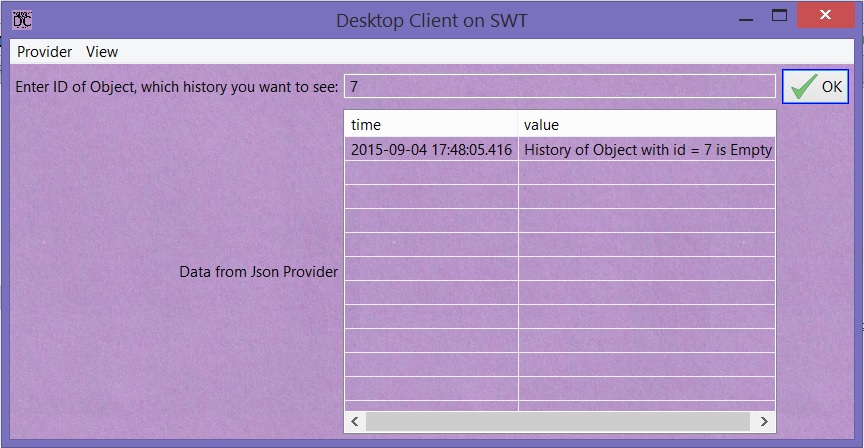 DC
Desktop Client on SWT
Provider View
Enter ID of Object, which history you want to see: 7 OK
time value
2015-09-04 17:48:05.416 History of Object with id = 7 is Empty
Data from Json Provider